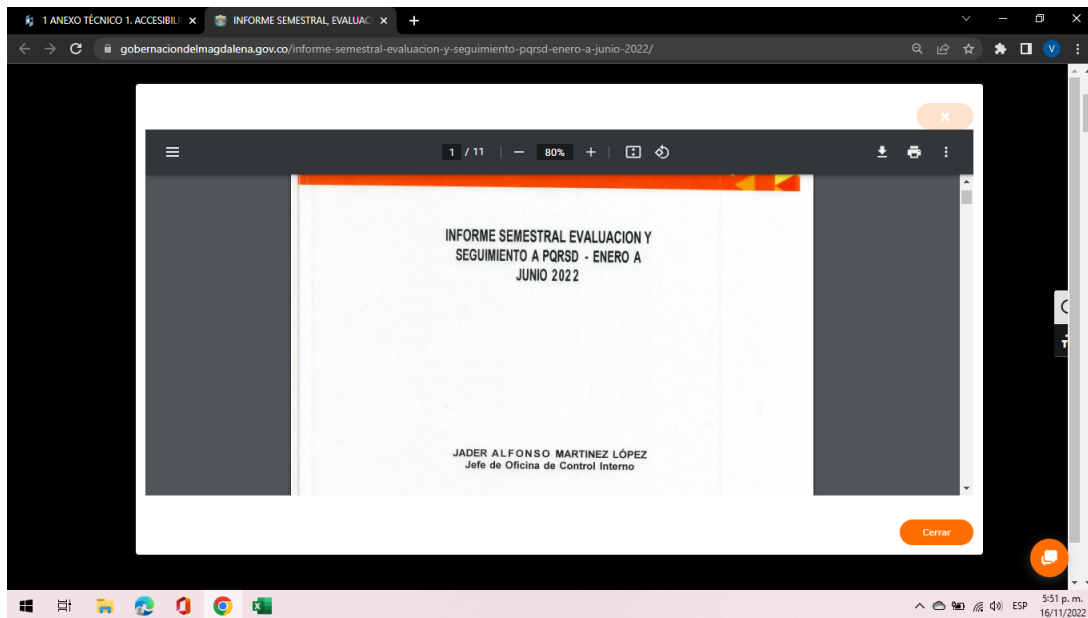 1 ANEXO TÉCNICO 1. ACCESIBILI
INFORME SEMESTRAL, EVALUAC
gobernaciondelmagdalena.gov.co/informe-semestral-evaluacion-y-seguimiento-pqrsd-enero-a-junio-2022/
V
1 / 11
80%
INFORME SEMESTRAL EVALUACION Y
SEGUIMIENTO A PQRSD - ENERO A
JUNIO 2022
JADER ALFONSO MARTINEZ LÓPEZ
Jefe de Oficina de Control Interno
Cerrar
ESP
5:51 p. m.
16/11/2022